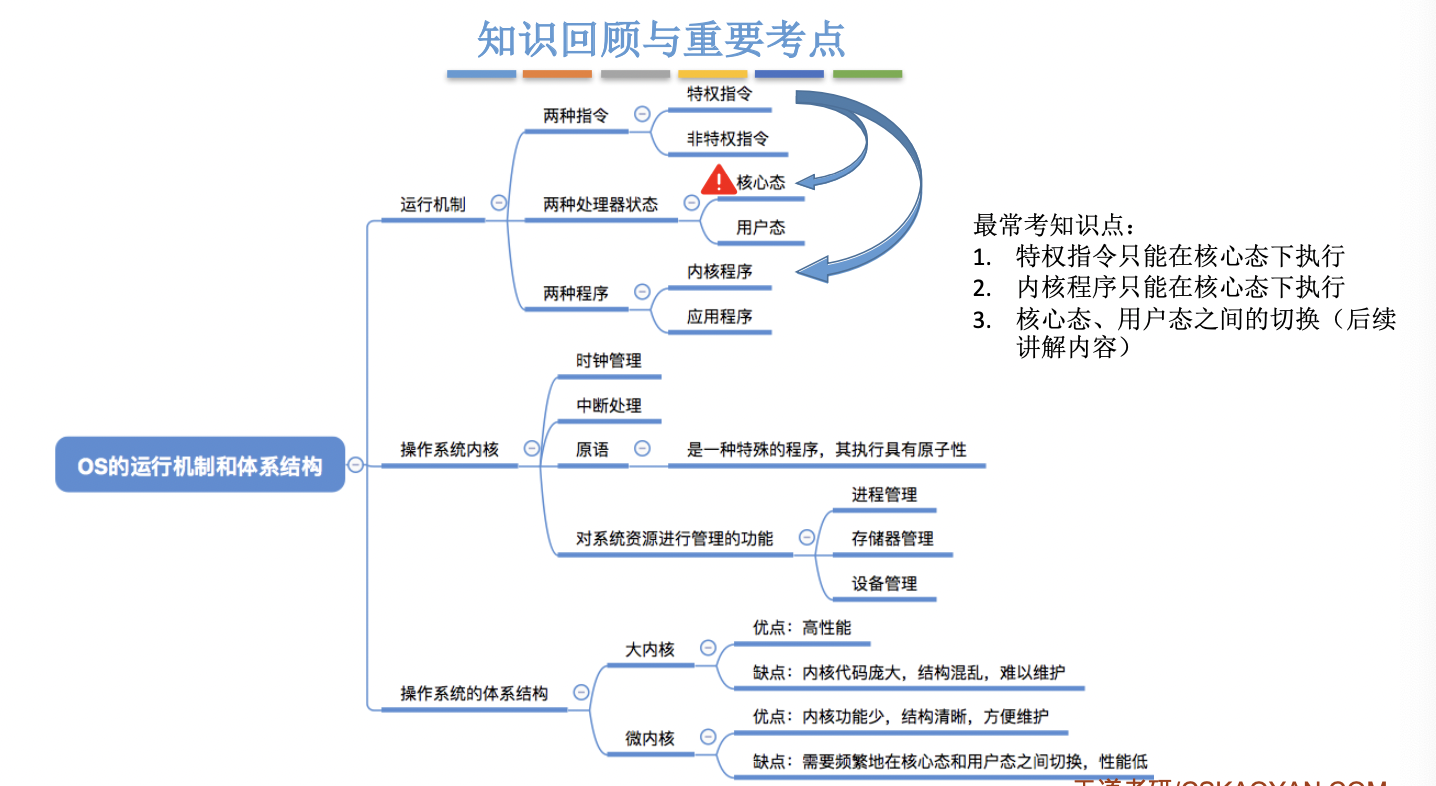 知识回顾与重要考点
特权指令
两种指令
非特权指令
核心态
运行机制
两种处理器状态
用户态
内核程序
两种程序
应用程序
最常考知识点：
1. 特权指令只能在核心态下执行
2. 内核程序只能在核心态下执行
3. 核心态、用户态之间的切换（后续
讲解内容）
时钟管理
中断处理
操作系统内核
原语
是一种特殊的程序，其执行具有原子性
OS的运行机制和体系结构
进程管理
对系统资源进行管理的功能
存储器管理
设备管理
优点：高性能
大内核
缺点：内核代码庞大，结构混乱，难以维护
操作系统的体系结构
优点：内核功能少，结构清晰，方便维护
微内核
缺点：需要频繁地在核心态和用户态之间切换，性能低
王道考研/CSKAOYAN.COM